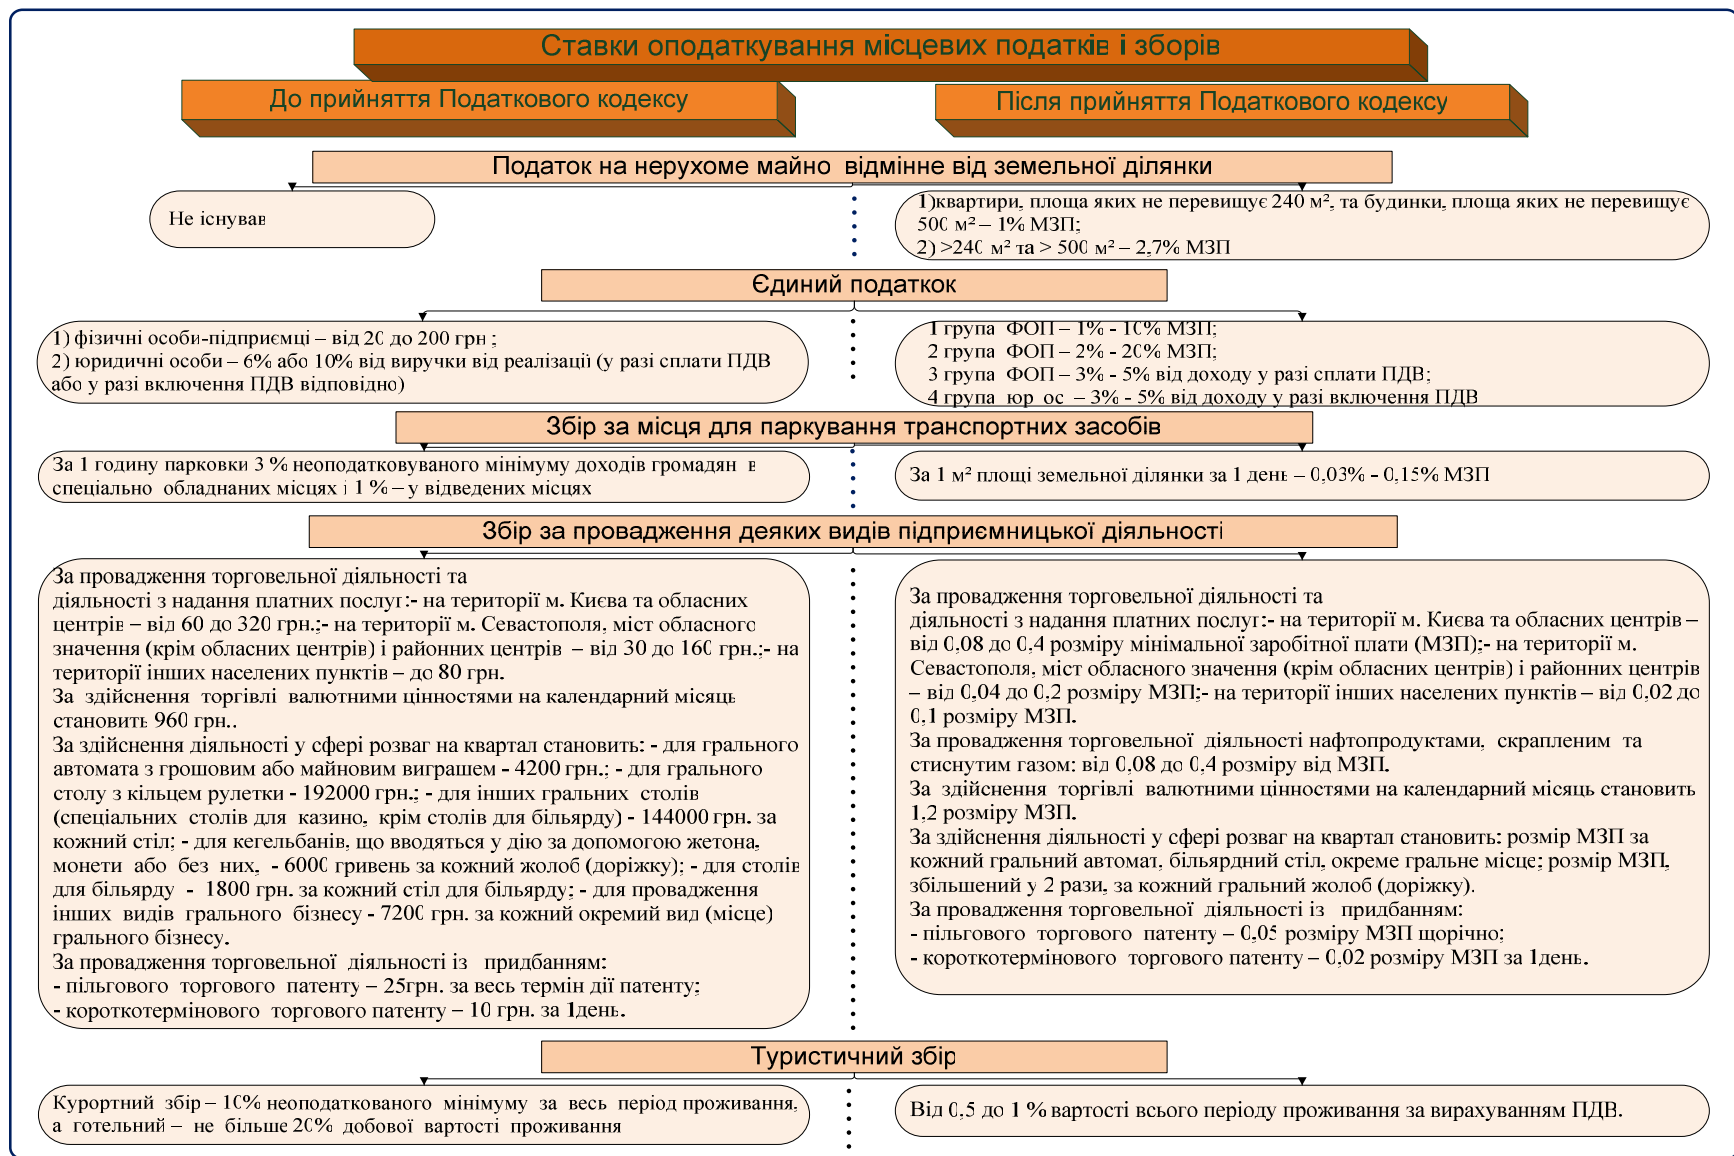 Ставки оподаткування місцевих податків і зборів
До прийняття Податкового кодексу
Після прийняття Податкового кодексу
Податок на нерухоме майно відмінне від земельної ділянки
Не існував
1)квартири, площа яких не перевищує 240 м², та будинки, площа яких не перевищує
500 м² – 1% МЗП;
2) >240 м² та > 500 м² – 2,7% МЗП
Єдиний податок
1) фізичні особи-підприємці – від 20 до 200 грн ;
2) юридичні особи – 6% або 10% від виручки від реалізації (у разі сплати ПДВ
або у разі включення ПДВ відповідно)
1 група ФОП – 1% - 10% МЗП;
2 група ФОП – 2% - 20% МЗП;
3 група ФОП – 3% - 5% від доходу у разі сплати ПДВ;
4 група юр ос – 3% - 5% від доходу у разі включення ПДВ
Збір за місця для паркування транспортних засобів
За 1 годину парковки 3 % неоподатковуваного мінімуму доходів громадян в
спеціально обладнаних місцях і 1 % – у відведених місцях
За 1 м² площі земельної ділянки за 1 день – 0,03% - 0,15% МЗП
Збір за провадження деяких видів підприємницької діяльності
За провадження торговельної діяльності та
діяльності з надання платних послуг:- на території м. Києва та обласних
центрів – від 60 до 320 грн.;- на території м. Севастополя, міст обласного
значення (крім обласних центрів) і районних центрів – від 30 до 160 грн.;- на
території інших населених пунктів – до 80 грн.
За здійснення торгівлі валютними цінностями на календарний місяць
становить 960 грн..
За здійснення діяльності у сфері розваг на квартал становить: - для грального
автомата з грошовим або майновим виграшем - 4200 грн.; - для грального
столу з кільцем рулетки - 192000 грн.; - для інших гральних столів
(спеціальних столів для казино, крім столів для більярду) - 144000 грн. за
кожний стіл; - для кегельбанів, що вводяться у дію за допомогою жетона,
монети або без них, - 6000 гривень за кожний жолоб (доріжку); - для столів
для більярду - 1800 грн. за кожний стіл для більярду; - для провадження
інших видів грального бізнесу - 7200 грн. за кожний окремий вид (місце)
грального бізнесу.
За провадження торговельної діяльності із придбанням:
- пільгового торгового патенту – 25грн. за весь термін дії патенту;
- короткотермінового торгового патенту – 10 грн. за 1день.
За провадження торговельної діяльності та
діяльності з надання платних послуг:- на території м. Києва та обласних центрів –
від 0,08 до 0,4 розміру мінімальної заробітної плати (МЗП);- на території м.
Севастополя, міст обласного значення (крім обласних центрів) і районних центрів
– від 0,04 до 0,2 розміру МЗП;- на території інших населених пунктів – від 0,02 до
0,1 розміру МЗП.
За провадження торговельної діяльності нафтопродуктами, скрапленим та
стиснутим газом: від 0,08 до 0,4 розміру від МЗП.
За здійснення торгівлі валютними цінностями на календарний місяць становить
1,2 розміру МЗП.
За здійснення діяльності у сфері розваг на квартал становить: розмір МЗП за
кожний гральний автомат, більярдний стіл, окреме гральне місце; розмір МЗП,
збільшений у 2 рази, за кожний гральний жолоб (доріжку).
За провадження торговельної діяльності із придбанням:
- пільгового торгового патенту – 0,05 розміру МЗП щорічно;
- короткотермінового торгового патенту – 0,02 розміру МЗП за 1день.
Туристичний збір
Курортний збір – 10% неоподаткованого мінімуму за весь період проживання,
а готельний – не більше 20% добової вартості проживання
Від 0,5 до 1 % вартості всього періоду проживання за вирахуванням ПДВ.